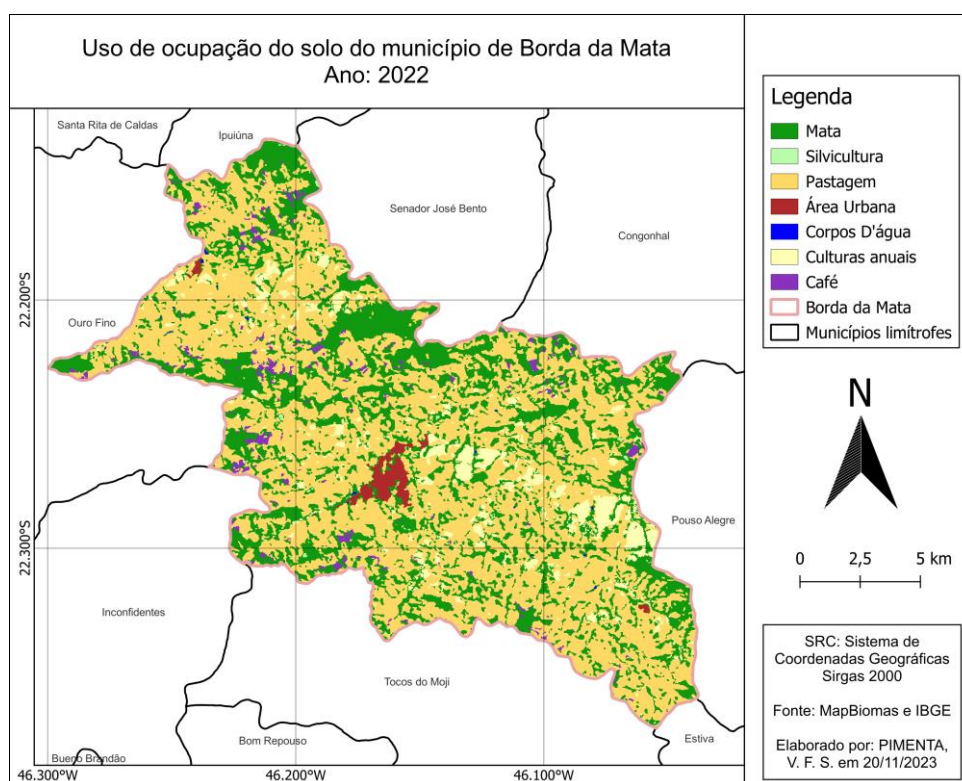 Uso de ocupação do solo do município de Borda da Mata
Ano: 2022
Santa Rita de Caldas
Ipuiúna
Senador José Bento
Congonhal
Ouro Fino
Pouso Alegre
Inconfidentes
Tocos do Moji
Bom Repouso
Bueno Brandão
Estiva
22.200°S
22.300°S
46.300°W
46.200°W
46.100°W
Legenda
Mata
Silvicultura
Pastagem
Área Urbana
Corpos D'água
Culturas anuais
Café
Borda da Mata
Municípios limítrofes
N
0 2,5 5 km
SRC: Sistema de
Coordenadas Geográficas
Sirgas 2000
Fonte: MapBiomas e IBGE
Elaborado por: PIMENTA,
V. F. S. em 20/11/2023